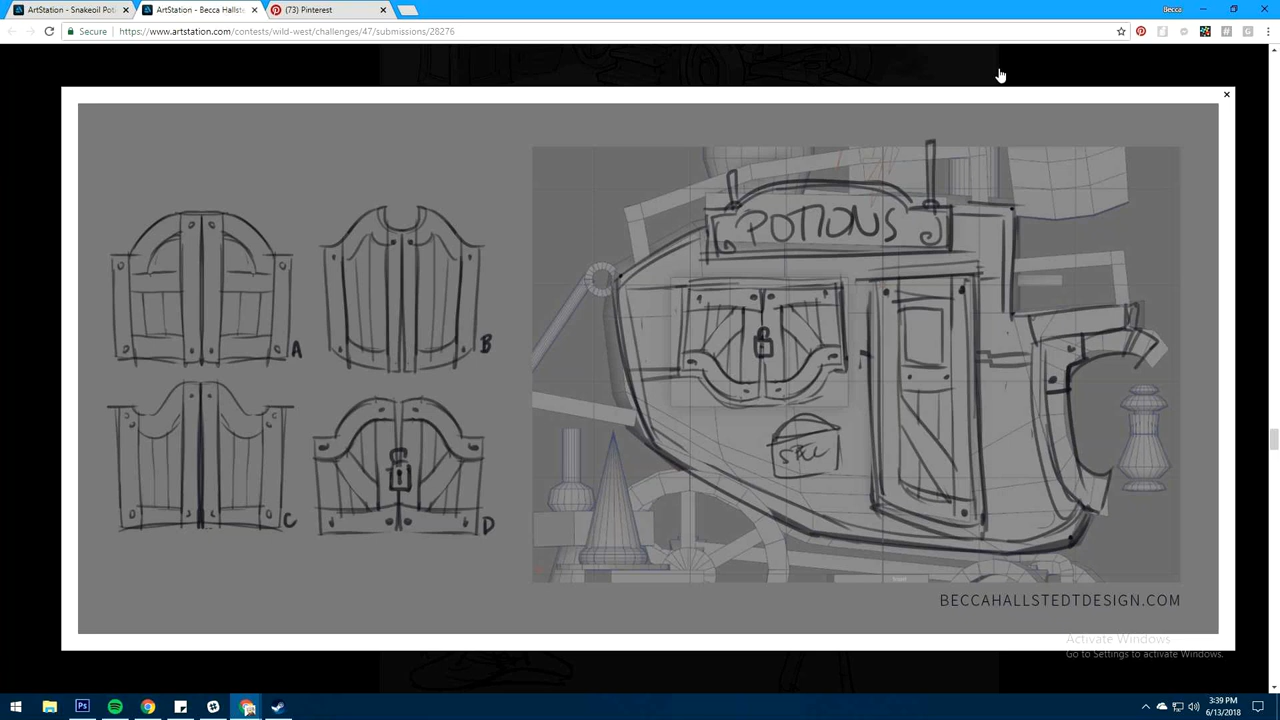 ArtStation - Snakeoil Pot
ArtStation - Becca Hallst
(73) Pinterest
Becca
Secure
https://www.artstation.com/contests/wild-west/challenges/47/submissions/28276
POTIONS
A
B
C
D
BECCAHALLSTEDTDESIGN.COM
Activate Windows
Go to Settings to activate Windows.
3:39 PM
6/13/2018